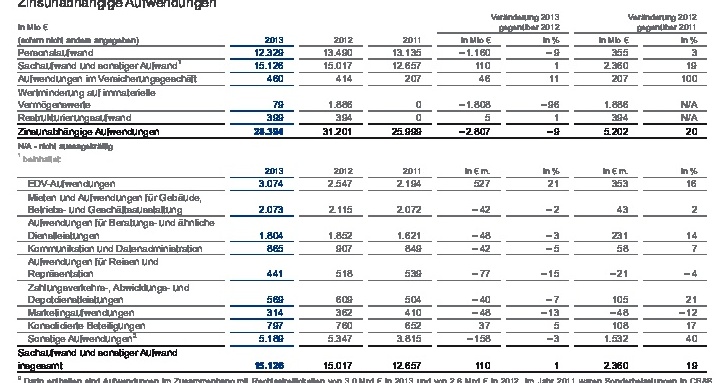 Zinsunabhängige Aufwendungen
Veränderung 2013 Veränderung 2012
in Mio € gegenüber 2012 gegenüber 2011
(sofern nicht anders angegeben) 2013 2012 2011 in Mio € in % in Mio € in %
Personalaufwand 12.329 13.490 13.135 –1.160 –9 355 3
Sachaufwand und sonstiger Aufwand¹ 15.126 15.017 12.657 110 1 2.360 19
Aufwendungen im Versicherungsgeschäft 460 414 207 46 11 207 100
Wertminderung auf immaterielle
Vermögenswerte 79 1.886 0 –1.808 –96 1.886 N/A
Restrukturierungsaufwand 399 394 0 5 1 394 N/A
Zinsunabhängige Aufwendungen 28.394 31.201 25.999 –2.807 –9 5.202 20
N/A - nicht aussagekräftig
¹ beinhaltet:
2013 2012 2011 in € m. in % in € m. in %
EDV-Aufwendungen 3.074 2.547 2.194 527 21 353 16
Mieten und Aufwendungen für Gebäude,
Betriebs- und Geschäftsausstattung 2.073 2.115 2.072 –42 –2 43 2
Aufwendungen für Beratungs- und ähnliche
Dienstleistungen 1.804 1.852 1.621 –48 –3 231 14
Kommunikation und Datenadministration 865 907 849 –42 –5 58 7
Aufwendungen für Reisen und
Repräsentation 441 518 539 –77 –15 –21 –4
Zahlungsverkehrs-, Abwicklungs- und
Depotdienstleistungen 569 609 504 –40 –7 105 21
Marketingaufwendungen 314 362 410 –48 –13 –48 –12
Konsolidierte Beteiligungen 797 760 652 37 5 108 17
Sonstige Aufwendungen² 5.189 5.347 3.815 –158 –3 1.532 40
Sachaufwand und sonstiger Aufwand
insgesamt 15.126 15.017 12.657 110 1 2.360 19
² Darin enthalten sind Aufwendungen im Zusammenhang mit Rechtsstreitigkeiten von 3,0 Mrd € in 2013 und von 2,6 Mrd € in 2012. Im Jahr 2011 waren Sonderbelastungen in CB&S